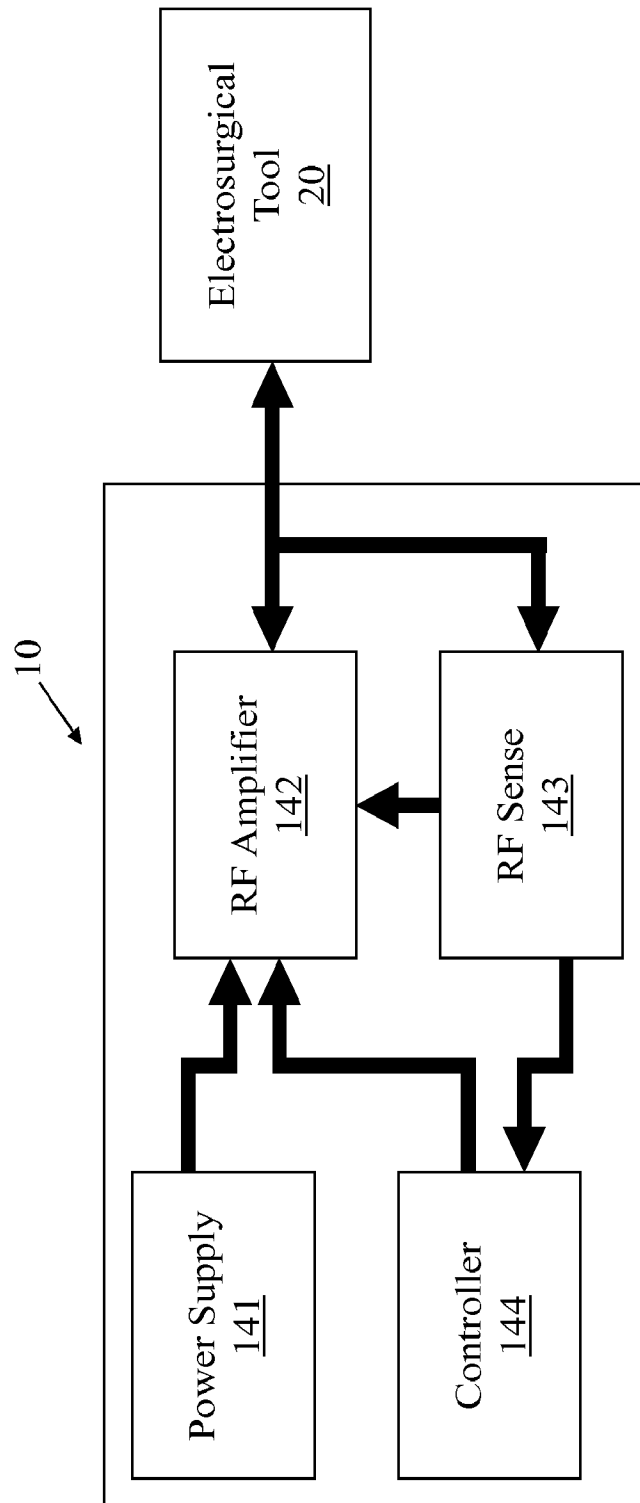 10
Power Supply
141
RF Amplifier
142
Electrosurgical
Tool
20
Controller
144
RF Sense
143